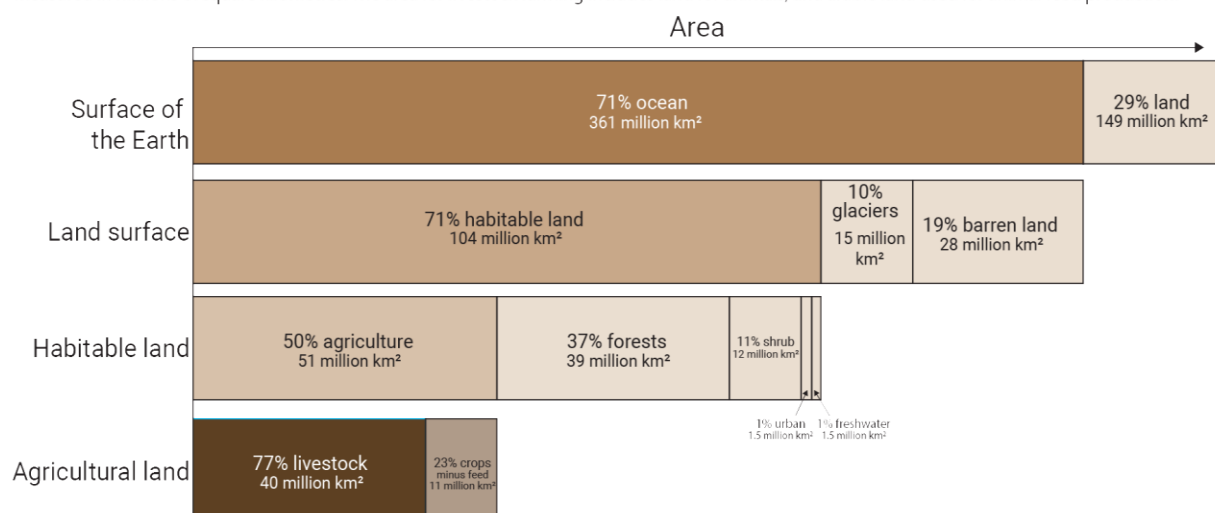 Area
Surface of
the Earth
71% ocean
361 million km²
29% land
149 million km²
Land surface
71% habitable land
104 million km²
10%
glaciers
15 million
km²
19% barren land
28 million km²
Habitable land
50% agriculture
51 million km²
37% forests
39 million km²
11% shrub
12 million km²
1% urban
1.5 million km²
1% freshwater
1.5 million km²
Agricultural land
77% livestock
40 million km²
23% crops
minus feed
11 million km²